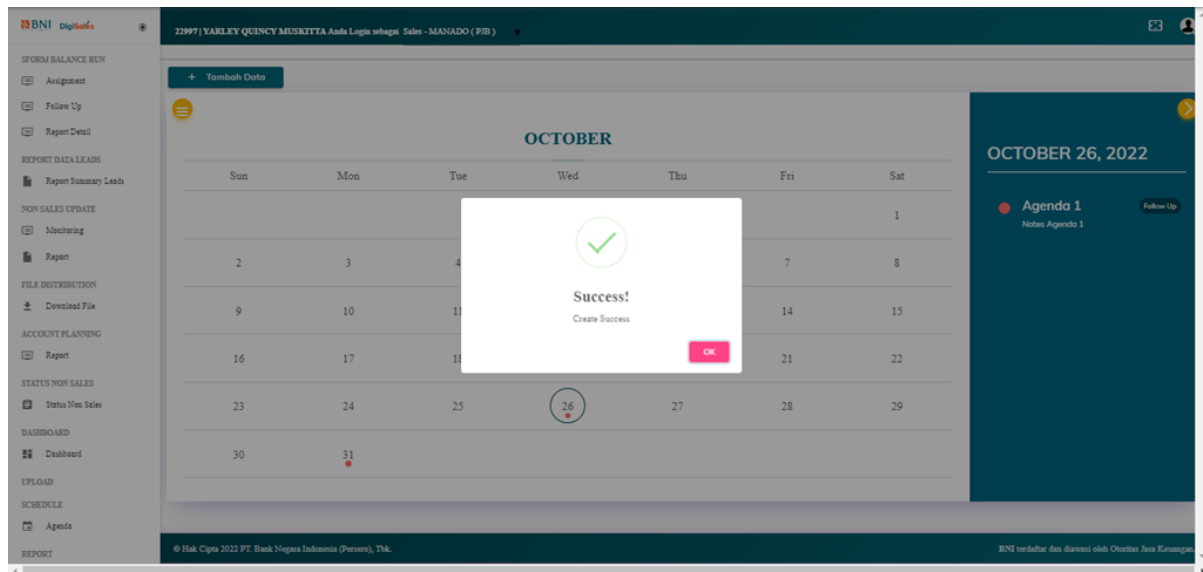 BNI DigiSales
22997 | YARLEY QUINCY MUSKITTA Anda Login sebagai Sales - MANADO ( PJB )
SFORM BALANCE RUN
Assignment
Follow Up
Report Detail
REPORT DATA LEADS
Report Summary Leads
NON SALES UPDATE
Monitoring
Report
FILE DISTRIBUTION
Download File
ACCOUNT PLANNING
Report
STATUS NON SALES
Status Non Sales
DASHBOARD
Dashboard
UPLOAD
SCHEDULE
Agenda
REPORT
+ Tambah Data
OCTOBER
Sun Mon Tue Wed Thu Fri Sat
1
2 3 4 7 8
9 10 11 14 15
16 17 18 21 22
23 24 25 26 27 28 29
30 31
Success!
Create Success
OK
OCTOBER 26, 2022
Agenda 1 Follow Up
Notes Agenda 1
© Hak Cipta 2022 PT. Bank Negara Indonesia (Persero), Tbk.
BNI terdaftar dan diawasi oleh Otoritas Jasa Keuangan.